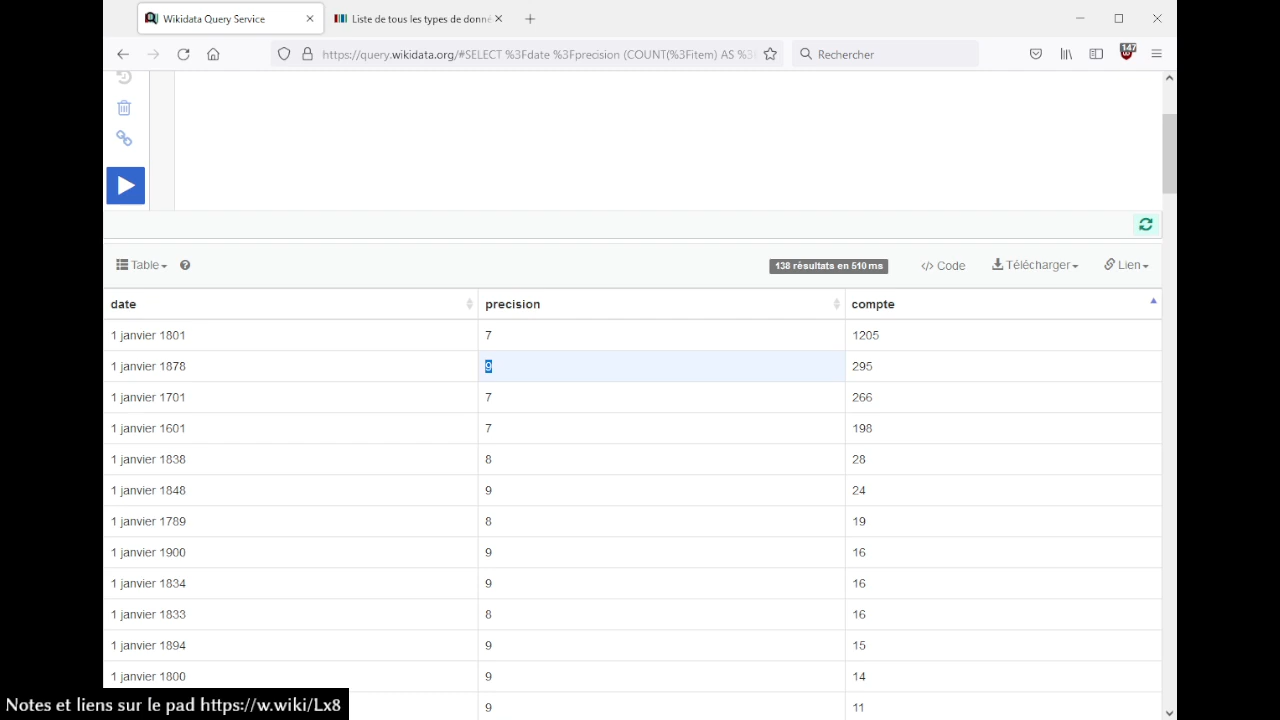 Wikidata Query Service
Liste de tous les types de donné
https://query.wikidata.org/#SELECT %3Fdate %3Fprecision (COUNT(%3Fitem) AS %3
Rechercher
147
Table
138 résultats en 510 ms
</> Code
Télécharger
Lien
date precision compte
1 janvier 1801 7 1205
1 janvier 1878 9 295
1 janvier 1701 7 266
1 janvier 1601 7 198
1 janvier 1838 8 28
1 janvier 1848 9 24
1 janvier 1789 8 19
1 janvier 1900 9 16
1 janvier 1834 9 16
1 janvier 1833 8 16
1 janvier 1894 9 15
1 janvier 1800 9 14
9 11
Notes et liens sur le pad https://w.wiki/Lx8